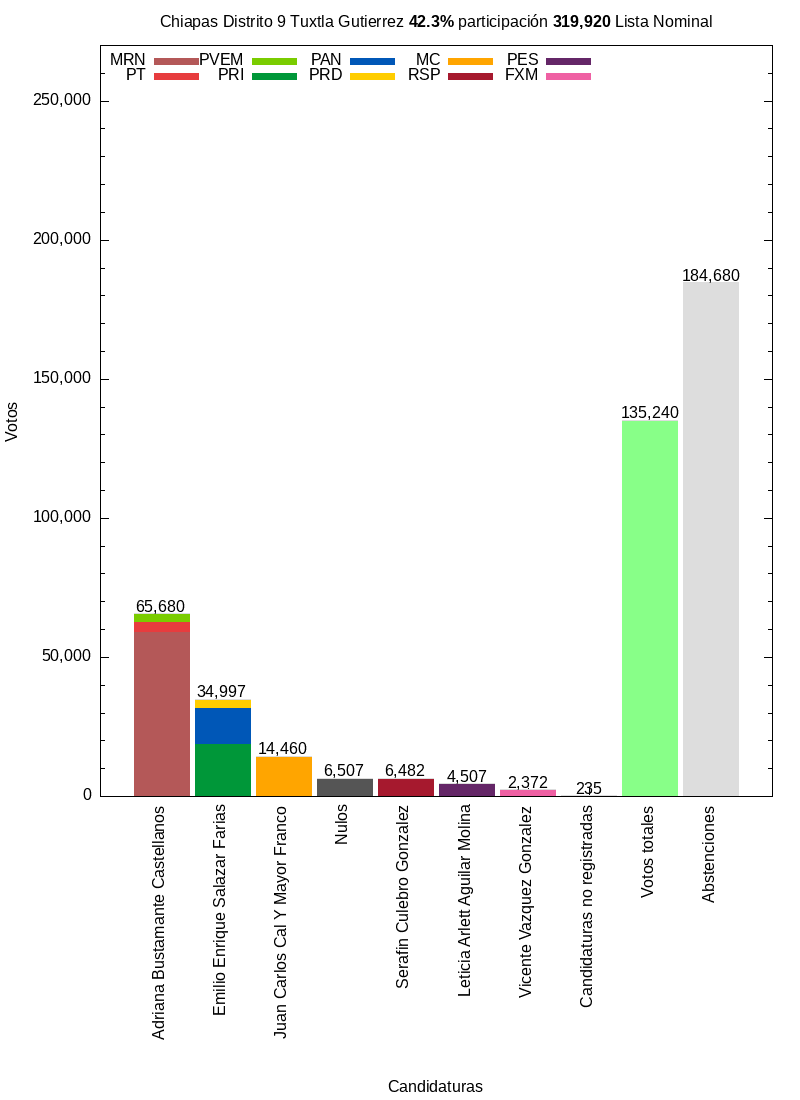 Chiapas Distrito 9 Tuxtla Gutierrez 42.3% participación 319,920 Lista Nominal
MRN PVEM PAN MC PES
PT PRI PRD RSP FXM
250,000
200,000
150,000
100,000
50,000
0
Votos
65,680
34,997
14,460
6,507
6,482
4,507
2,372
235
135,240
184,680
Adriana Bustamante Castellanos
Emilio Enrique Salazar Farias
Juan Carlos Cal Y Mayor Franco
Nulos
Serafin Culebro Gonzalez
Leticia Arlett Aguilar Molina
Vicente Vazquez Gonzalez
Candidaturas no registradas
Votos totales
Abstenciones
Candidaturas